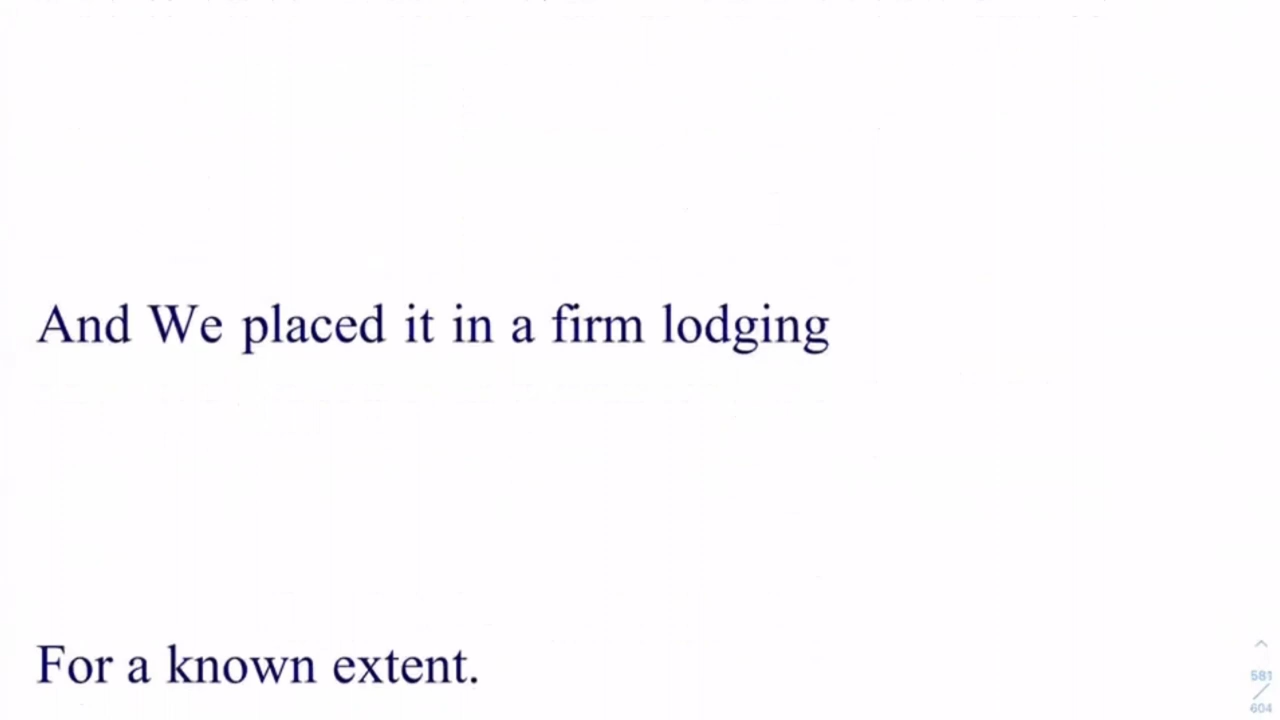 And We placed it in a firm lodging
For a known extent.
581
/
604